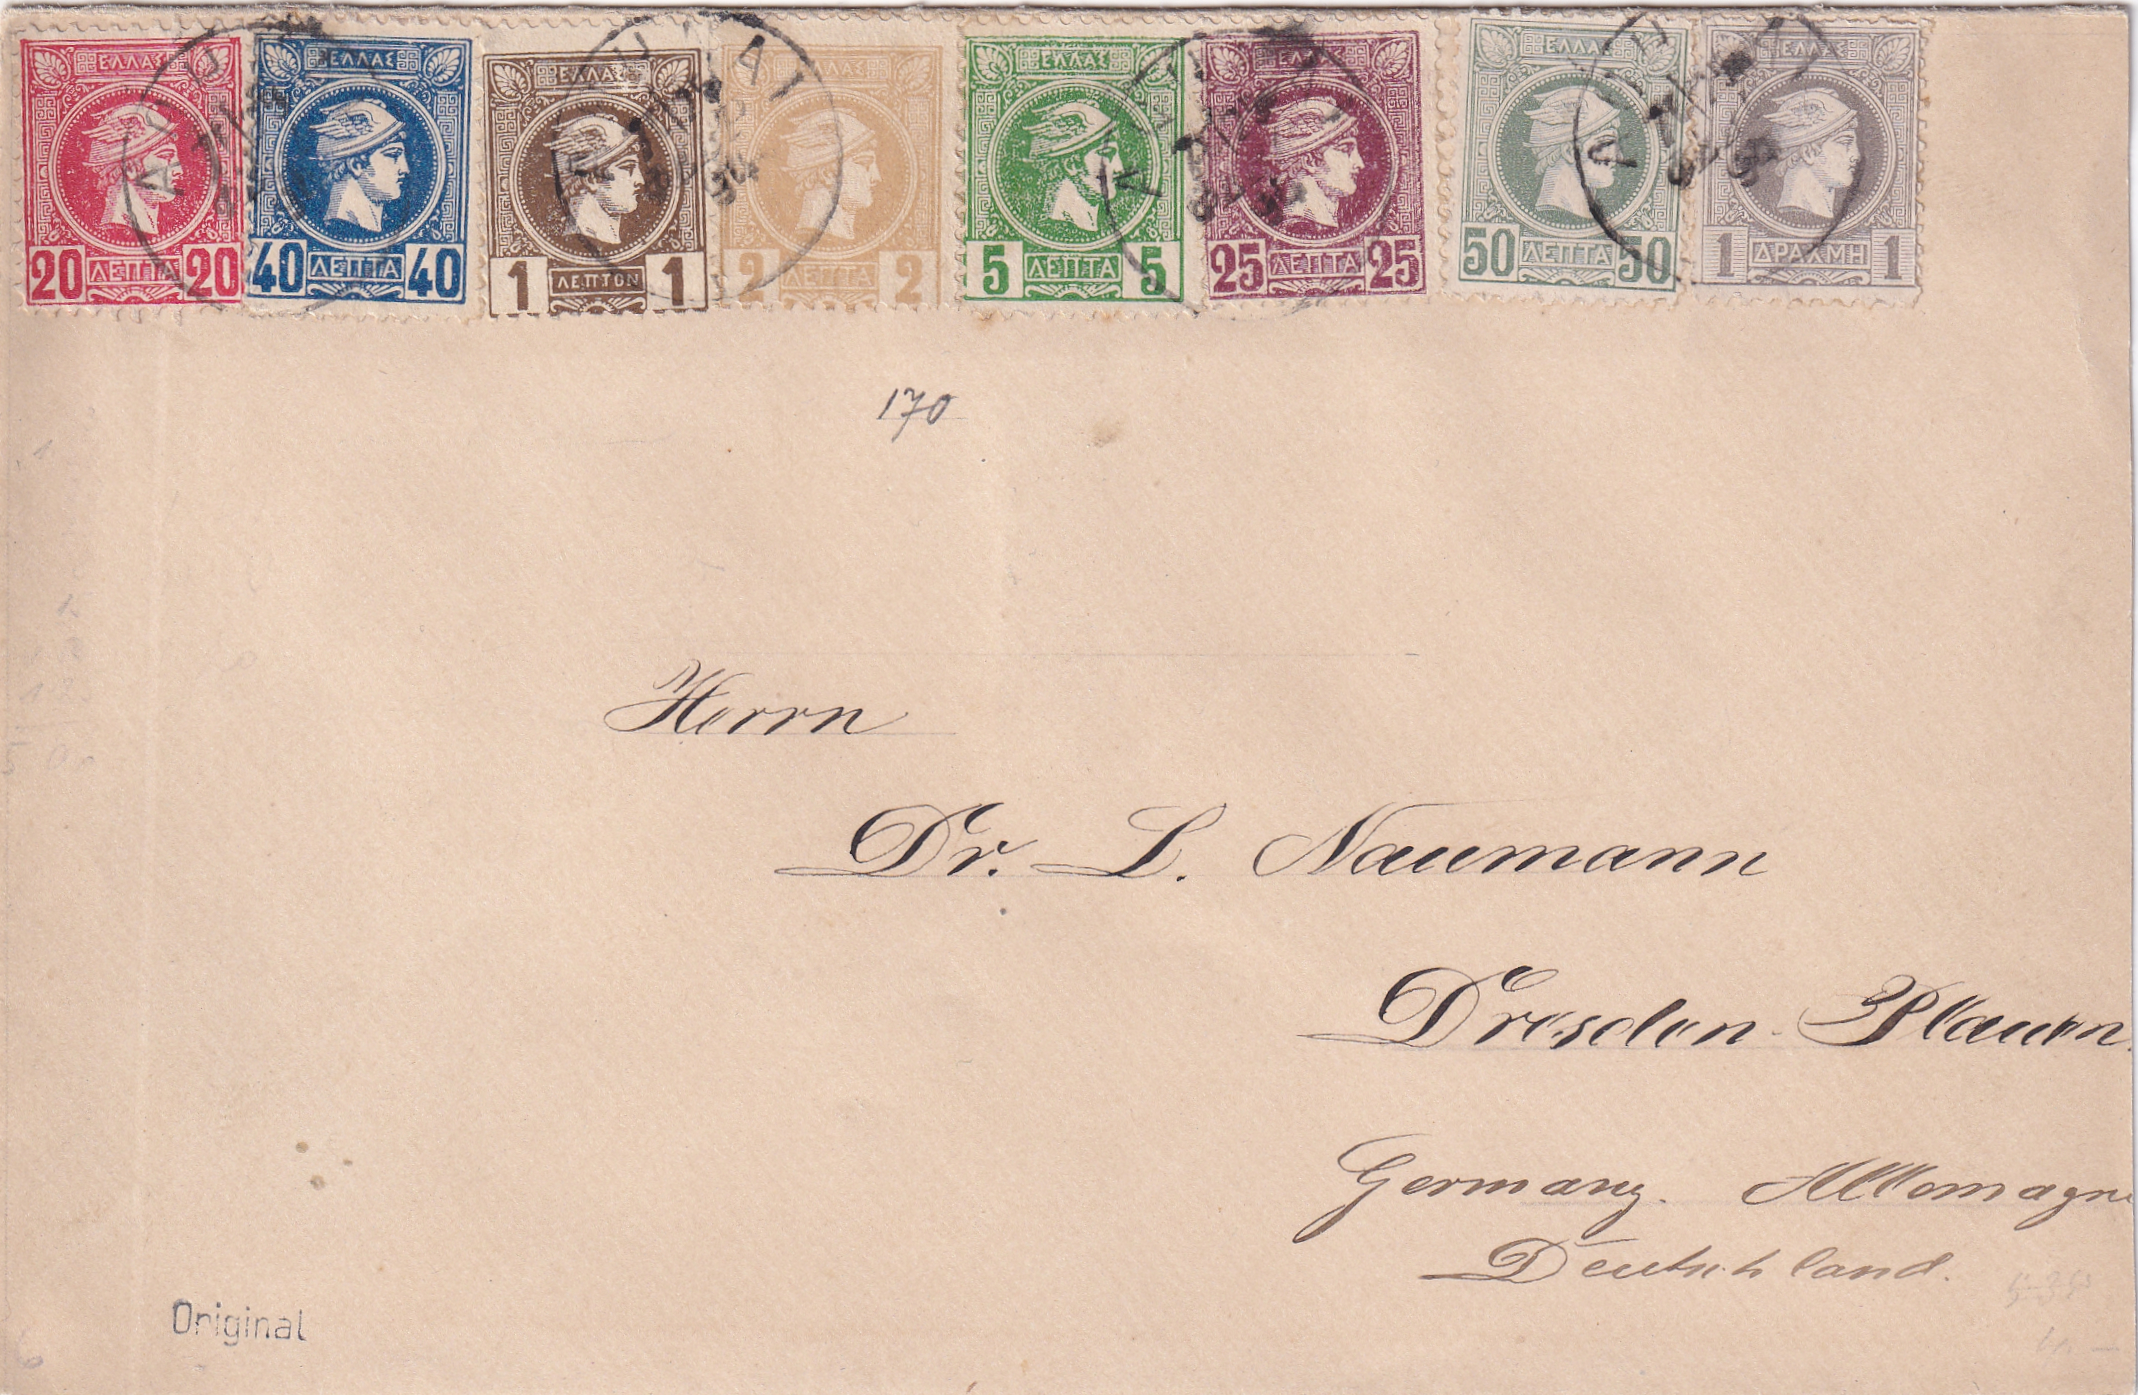 ΕΛΛΑΣ ΕΛΛΑΣ ΕΛΛΑΣ ΕΛΛΑΣ ΕΛΛΑΣ ΕΛΛΑΣ ΕΛΛΑΣ ΕΛΛΑΣ
20 ΛΕΠΤΑ 20 40 ΛΕΠΤΑ 40 1 ΛΕΠΤΟΝ 1 2 ΛΕΠΤΑ 2 5 ΛΕΠΤΑ 5 25 ΛΕΠΤΑ 25 50 ΛΕΠΤΑ 50 1 ΔΡΑΧΜΗ 1
170
Herrn
Dr. L. Naumann
Dresden-Plauen.
Germany. Allemagne
Deutschland.
Original